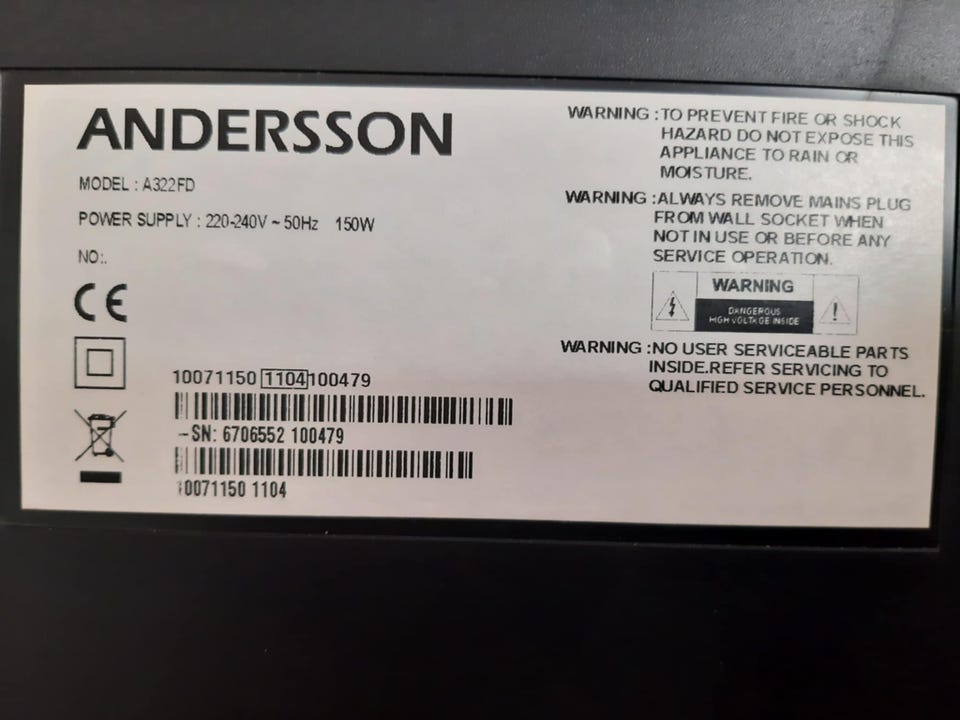 ANDERSSON
MODEL : A322FD
POWER SUPPLY : 220-240V ~ 50Hz 150W
NO:.
CE
10071150 1104 100479
-SN: 6706552 100479
10071150 1104
WARNING :TO PREVENT FIRE OR SHOCK
HAZARD DO NOT EXPOSE THIS
APPLIANCE TO RAIN OR
MOISTURE.
WARNING :ALWAYS REMOVE MAINS PLUG
FROM WALL SOCKET WHEN
NOT IN USE OR BEFORE ANY
SERVICE OPERATION.
WARNING
DANGEROUS
HIGH VOLTAGE INSIDE
WARNING :NO USER SERVICEABLE PARTS
INSIDE.REFER SERVICING TO
QUALIFIED SERVICE PERSONNEL.